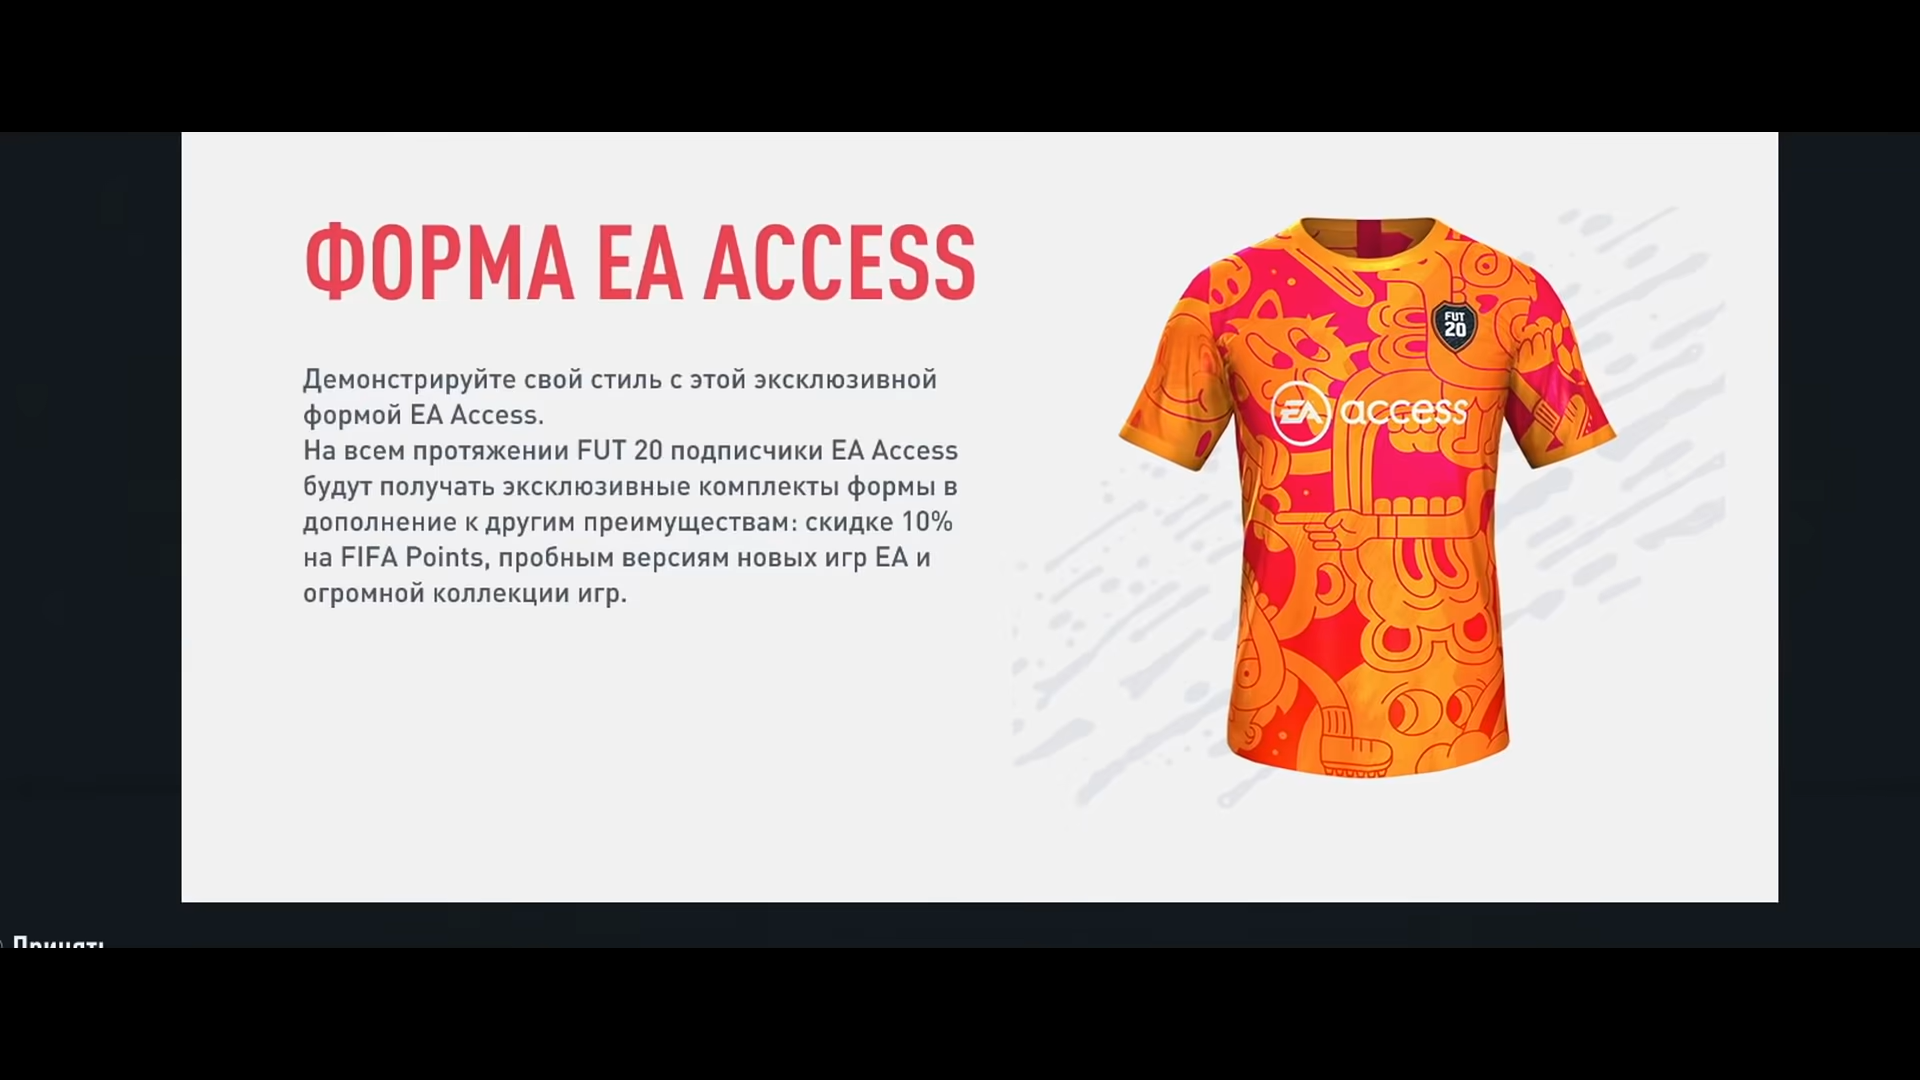 ФОРМА EA ACCESS
Демонстрируйте свой стиль с этой эксклюзивной
формой EA Access.
На всем протяжении FUT 20 подписчики EA Access
будут получать эксклюзивные комплекты формы в
дополнение к другим преимуществам: скидке 10%
на FIFA Points, пробным версиям новых игр EA и
огромной коллекции игр.
FUT
20
EA access
Принять